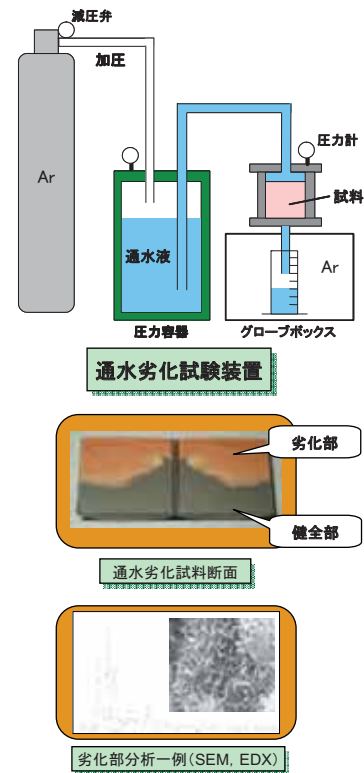 減圧弁
加圧
Ar
圧力計
試料
通水液
Ar
圧力容器
グローブボックス
通水劣化試験装置
劣化部
健全部
通水劣化試料断面
劣化部分析一例(SEM, EDX)